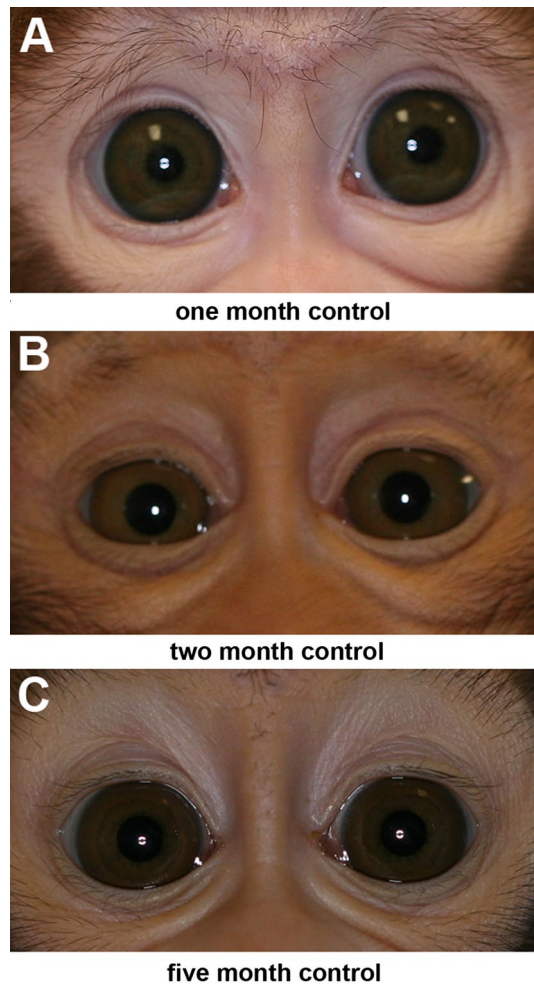 A
one month control
B
two month control
C
five month control